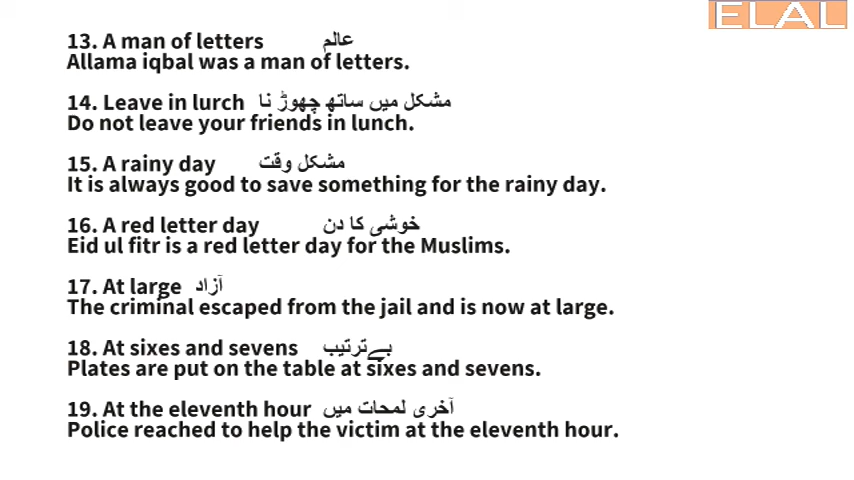 ELAL
13. A man of letters عالم
Allama iqbal was a man of letters.
14. Leave in lurch مشکل میں ساتھ چھوڑ نا
Do not leave your friends in lunch.
15. A rainy day مشکل وقت
It is always good to save something for the rainy day.
16. A red letter day خوشی کا دن
Eid ul fitr is a red letter day for the Muslims.
17. At large آزاد
The criminal escaped from the jail and is now at large.
18. At sixes and sevens بےترتیب
Plates are put on the table at sixes and sevens.
19. At the eleventh hour آخری لمحات میں
Police reached to help the victim at the eleventh hour.